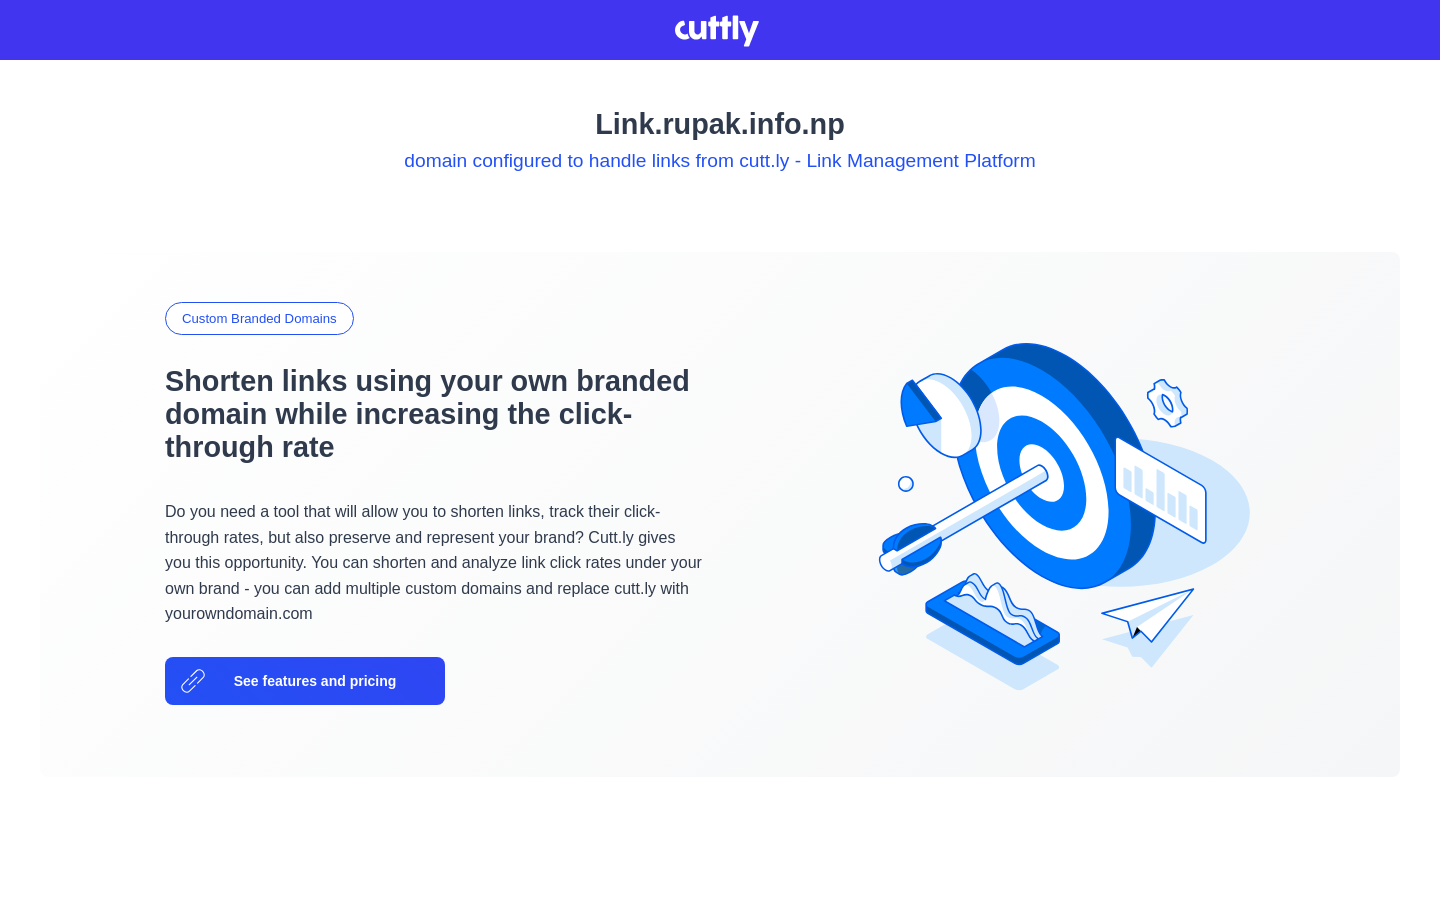 cuttly
Link.rupak.info.np
domain configured to handle links from cutt.ly - Link Management Platform
Custom Branded Domains
Shorten links using your own branded
domain while increasing the click-
through rate
Do you need a tool that will allow you to shorten links, track their click-
through rates, but also preserve and represent your brand? Cutt.ly gives
you this opportunity. You can shorten and analyze link click rates under your
own brand - you can add multiple custom domains and replace cutt.ly with
yourowndomain.com
See features and pricing